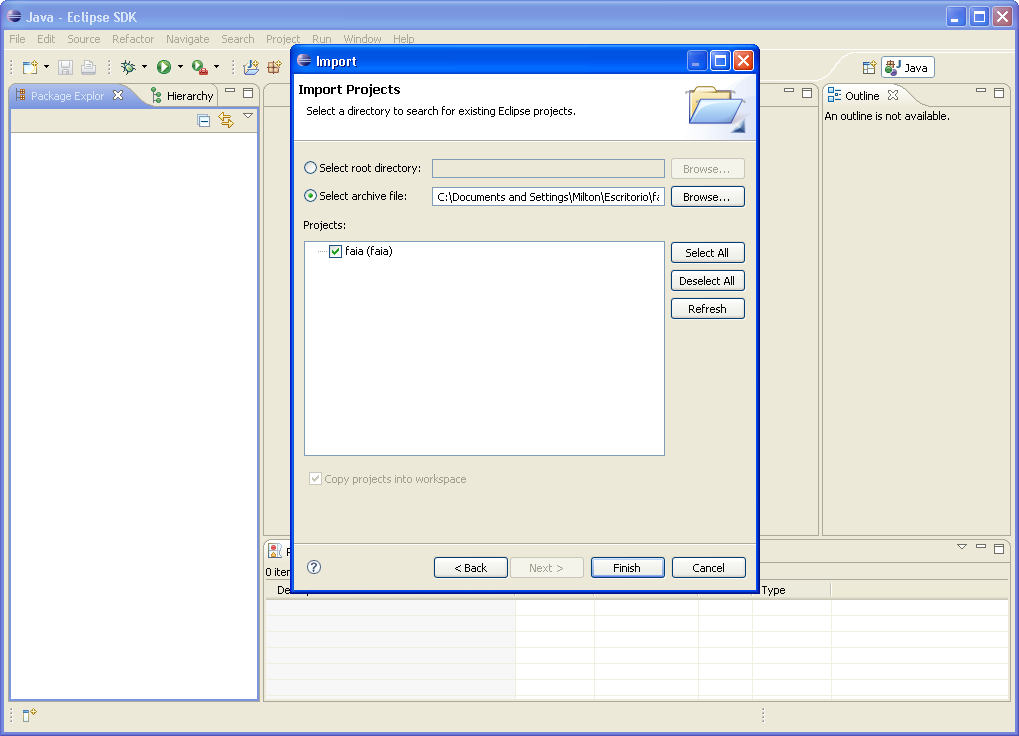 Java - Eclipse SDK
File Edit Source Refactor Navigate Search Project Run Window Help
Java
Package Explor
Hierarchy
Outline
An outline is not available.
Import
Import Projects
Select a directory to search for existing Eclipse projects.
Select root directory:
Browse...
Select archive file:
C:\Documents and Settings\Milton\Escritorio\fa
Browse...
Projects:
faia (faia)
Select All
Deselect All
Refresh
Copy projects into workspace
? < Back Next > Finish Cancel
0 iter
Type